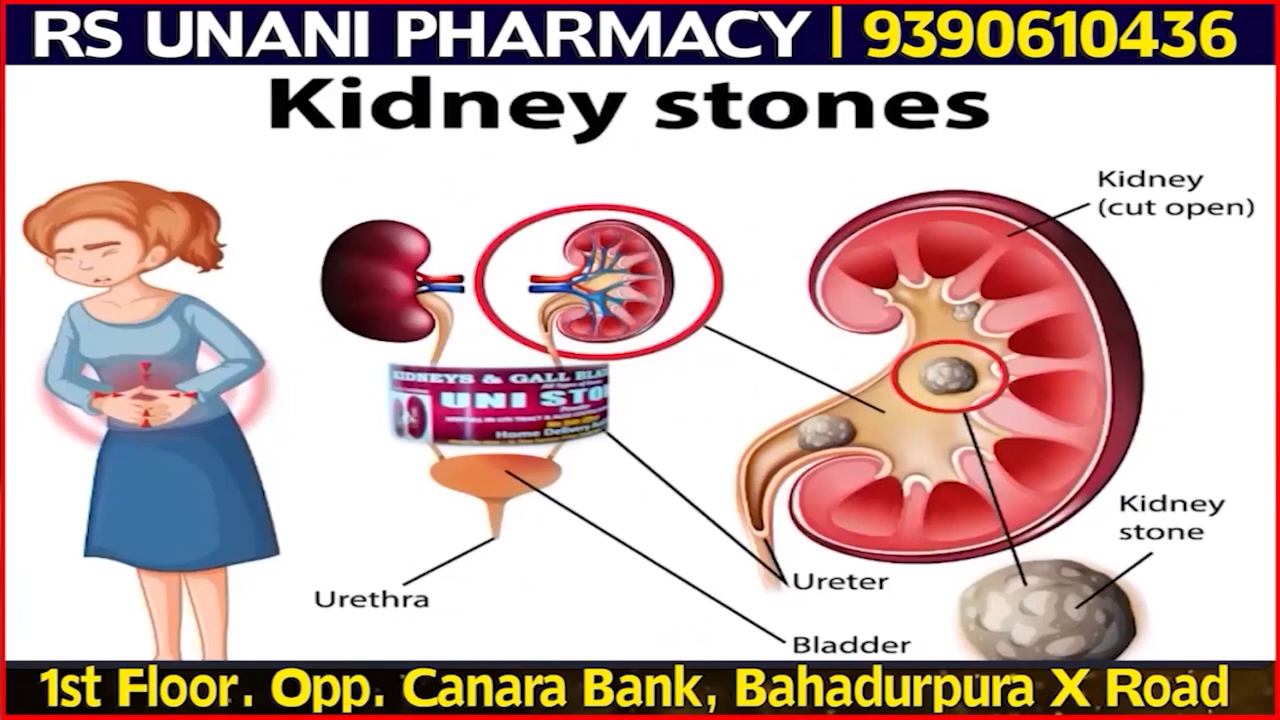 RS UNANI PHARMACY | 9390610436
Kidney stones
Kidney
(cut open)
KIDNEYS & GALL
UNI STO
Home Delivery
Kidney
stone
Urethra
Ureter
Bladder
1st Floor. Opp. Canara Bank, Bahadurpura X Road